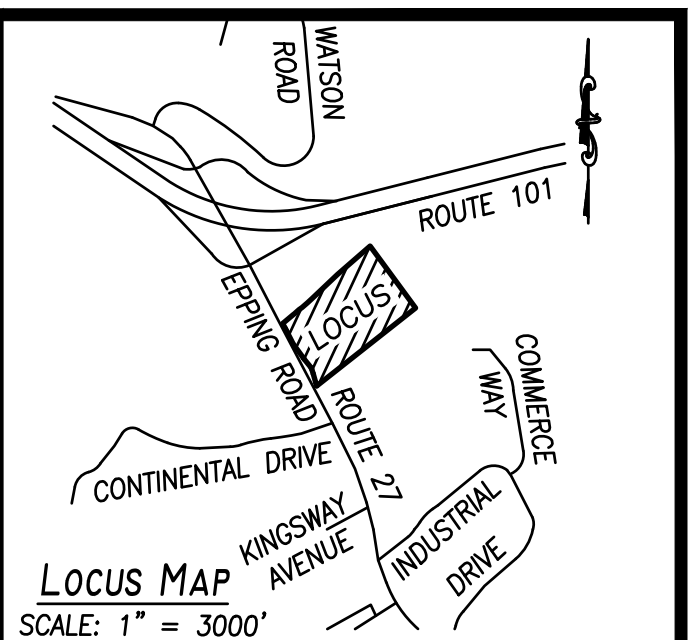 WATSON
ROAD
ROUTE 101
EPPING ROAD
LOCUS
ROUTE 27
COMMERCE
WAY
CONTINENTAL DRIVE
KINGSWAY
AVENUE
INDUSTRIAL
DRIVE
LOCUS MAP
SCALE: 1" = 3000'